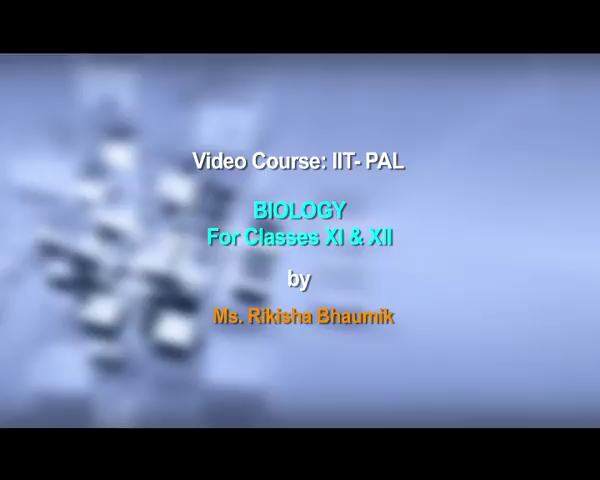 Video Course: IIT- PAL
BIOLOGY
For Classes XI & XII
by
Ms. Rikisha Bhaumik